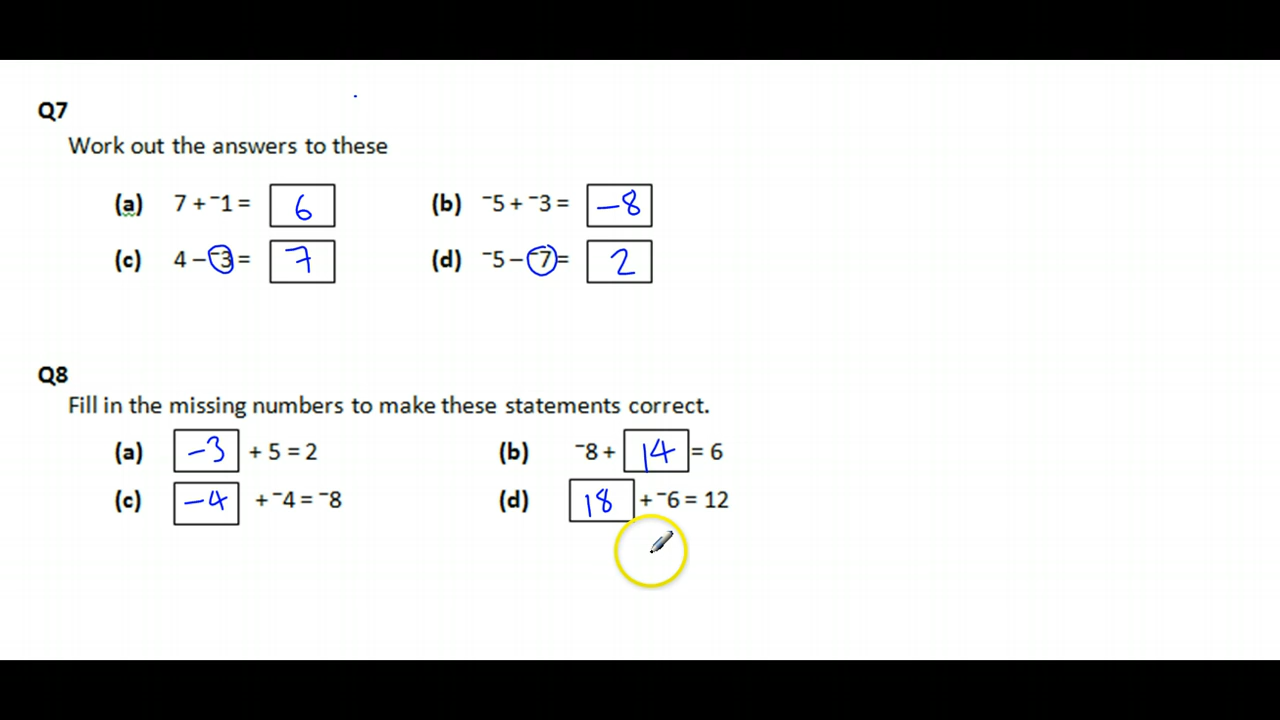 Q7
Work out the answers to these
(a) 7 + ⁻1 = 6 (b) ⁻5 + ⁻3 = −8
(c) 4 − ⁻3 = 7 (d) ⁻5 − ⁻7 = 2
Q8
Fill in the missing numbers to make these statements correct.
(a) −3 + 5 = 2 (b) ⁻8 + 14 = 6
(c) −4 + ⁻4 = ⁻8 (d) 18 + ⁻6 = 12